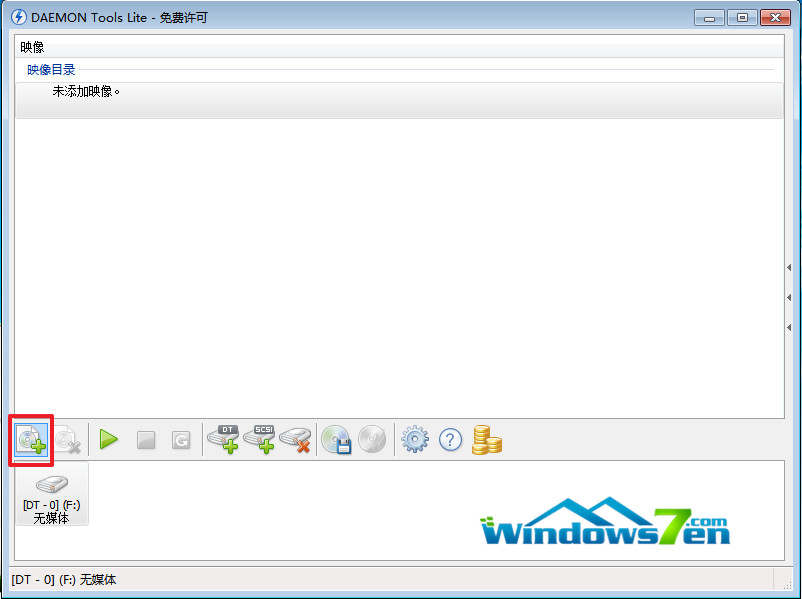 DAEMON Tools Lite - 免费许可
映像
映像目录
未添加映像。
G
DT
SCSI
?
[DT - 0] (F:)
无媒体
Windows7en.com
[DT - 0] (F:) 无媒体